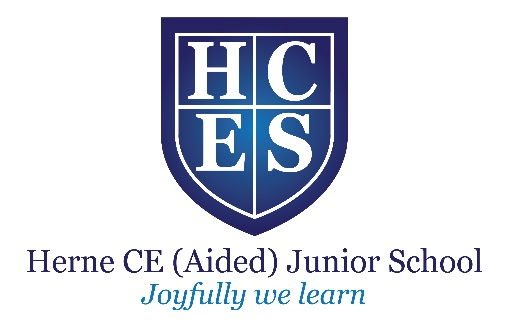 H C
E S
Herne CE (Aided) Junior School
Joyfully we learn